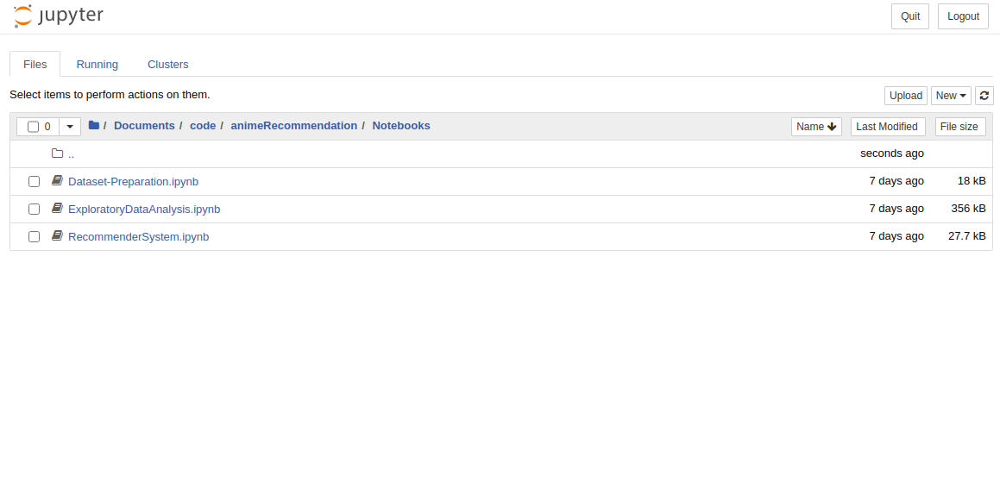 jupyter Quit Logout
Files Running Clusters
Select items to perform actions on them. Upload New
0 / Documents / code / animeRecommendation / Notebooks Name Last Modified File size
.. seconds ago
Dataset-Preparation.ipynb 7 days ago 18 kB
ExploratoryDataAnalysis.ipynb 7 days ago 356 kB
RecommenderSystem.ipynb 7 days ago 27.7 kB